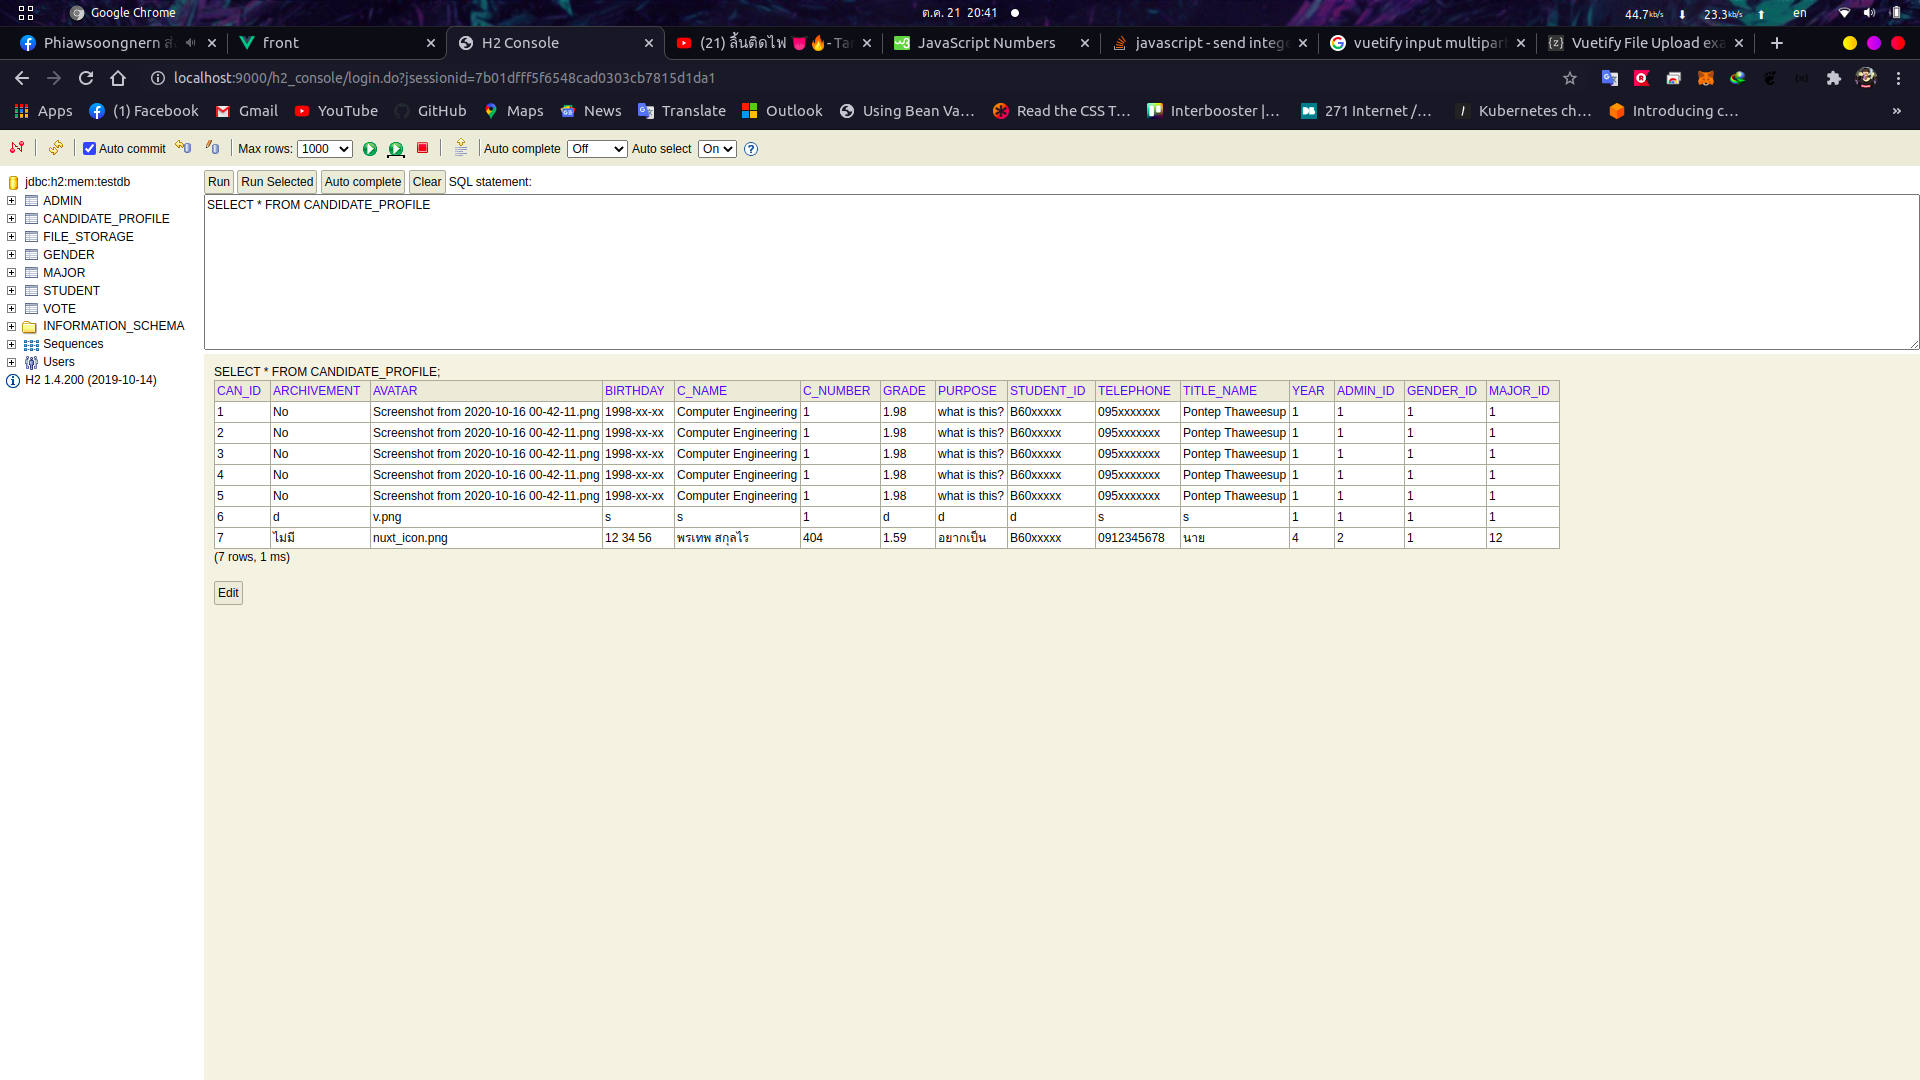 Google Chrome
ต.ค. 21 20:41
44.7kb/s 23.3kb/s en
Phiawsoongnern
front
H2 Console
(21) ลิ้นติดไฟ 👅🔥 - Tar
JavaScript Numbers
javascript - send intege
vuetify input multipar
Vuetify File Upload exa
localhost:9000/h2_console/login.do?jsessionid=7b01dfff5f6548cad0303cb7815d1da1
Apps (1) Facebook Gmail YouTube GitHub Maps News Translate Outlook Using Bean Va… Read the CSS T… Interbooster |… 271 Internet /… Kubernetes ch… Introducing c… »
Auto commit Max rows: 1000 Auto complete Off Auto select On
jdbc:h2:mem:testdb
ADMIN
CANDIDATE_PROFILE
FILE_STORAGE
GENDER
MAJOR
STUDENT
VOTE
INFORMATION_SCHEMA
Sequences
Users
H2 1.4.200 (2019-10-14)
Run Run Selected Auto complete Clear SQL statement:
SELECT * FROM CANDIDATE_PROFILE
SELECT * FROM CANDIDATE_PROFILE;
CAN_ID ARCHIVEMENT AVATAR BIRTHDAY C_NAME C_NUMBER GRADE PURPOSE STUDENT_ID TELEPHONE TITLE_NAME YEAR ADMIN_ID GENDER_ID MAJOR_ID
1 No Screenshot from 2020-10-16 00-42-11.png 1998-xx-xx Computer Engineering 1 1.98 what is this? B60xxxxx 095xxxxxxx Pontep Thaweesup 1 1 1 1
2 No Screenshot from 2020-10-16 00-42-11.png 1998-xx-xx Computer Engineering 1 1.98 what is this? B60xxxxx 095xxxxxxx Pontep Thaweesup 1 1 1 1
3 No Screenshot from 2020-10-16 00-42-11.png 1998-xx-xx Computer Engineering 1 1.98 what is this? B60xxxxx 095xxxxxxx Pontep Thaweesup 1 1 1 1
4 No Screenshot from 2020-10-16 00-42-11.png 1998-xx-xx Computer Engineering 1 1.98 what is this? B60xxxxx 095xxxxxxx Pontep Thaweesup 1 1 1 1
5 No Screenshot from 2020-10-16 00-42-11.png 1998-xx-xx Computer Engineering 1 1.98 what is this? B60xxxxx 095xxxxxxx Pontep Thaweesup 1 1 1 1
6 d v.png s s 1 d d d s s 1 1 1 1
7 ไม่มี nuxt_icon.png 12 34 56 พรเทพ สกุลไร 404 1.59 อยากเป็น B60xxxxx 0912345678 นาย 4 2 1 12
(7 rows, 1 ms)
Edit